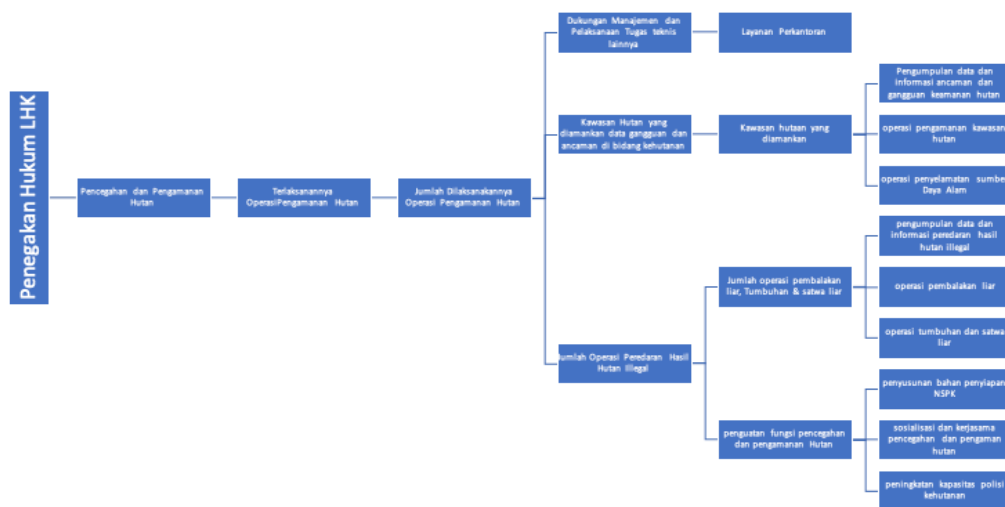 Penegakan Hukum LHK
Pencegahan dan Pengamanan
Hutan
Terlaksanannya
OperasiPengamanan Hutan
Jumlah Dilaksanakannya
Operasi Pengamanan Hutan
Dukungan Manajemen dan
Pelaksanaan Tugas teknis
lainnya
Layanan Perkantoran
Kawasan Hutan yang
diamankan data gangguan dan
ancaman di bidang kehutanan
Kawasan hutaan yang
diamankan
Pengumpulan data dan
informasi ancaman dan
gangguan keamanan hutan
operasi pengamanan kawasan
hutan
operasi penyelamatan sumber
Daya Alam
Jumlah Operasi Peredaran Hasil
Hutan Illegal
Jumlah operasi pembalakan
liar, Tumbuhan & satwa liar
pengumpulan data dan
informasi peredaran hasil
hutan illegal
operasi pembalakan liar
operasi tumbuhan dan satwa
liar
penguatan fungsi pencegahan
dan pengamanan Hutan
penyusunan bahan penyiapan
NSPK
sosialisasi dan kerjasama
pencegahan dan pengaman
hutan
peningkatan kapasitas polisi
kehutanan